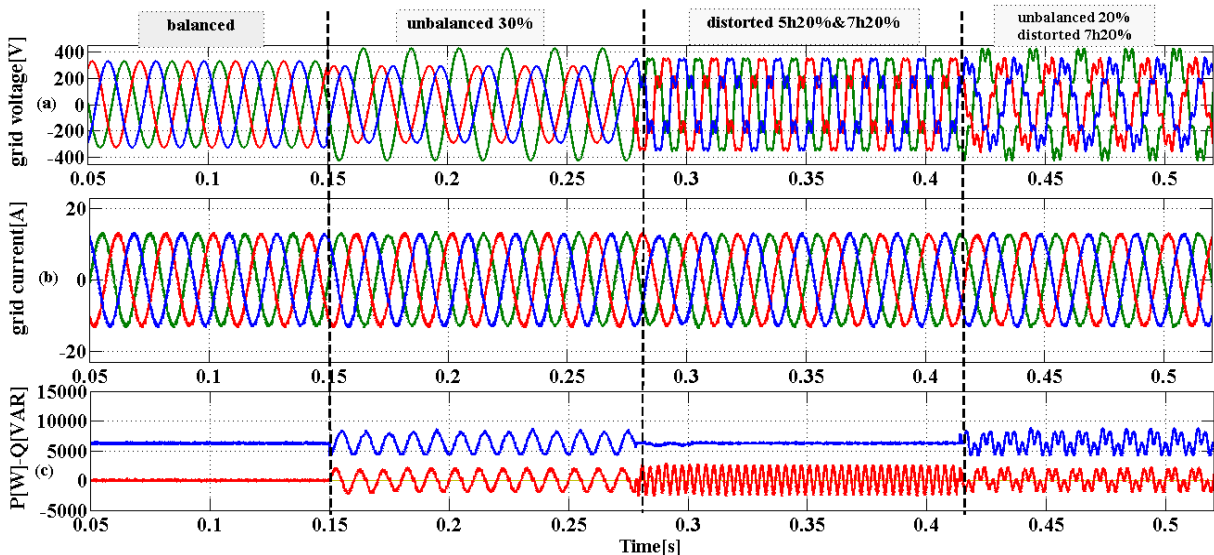 balanced
unbalanced 30%
distorted 5h20%&7h20%
unbalanced 20%
distorted 7h20%
grid voltage[V]
(a)
400
200
0
-200
-400
0.05 0.1 0.15 0.2 0.25 0.3 0.35 0.4 0.45 0.5
grid current[A]
(b)
20
0
-20
0.05 0.1 0.15 0.2 0.25 0.3 0.35 0.4 0.45 0.5
P[W]-Q[VAR]
(c)
15000
10000
5000
0
-5000
0.05 0.1 0.15 0.2 0.25 0.3 0.35 0.4 0.45 0.5
Time[s]